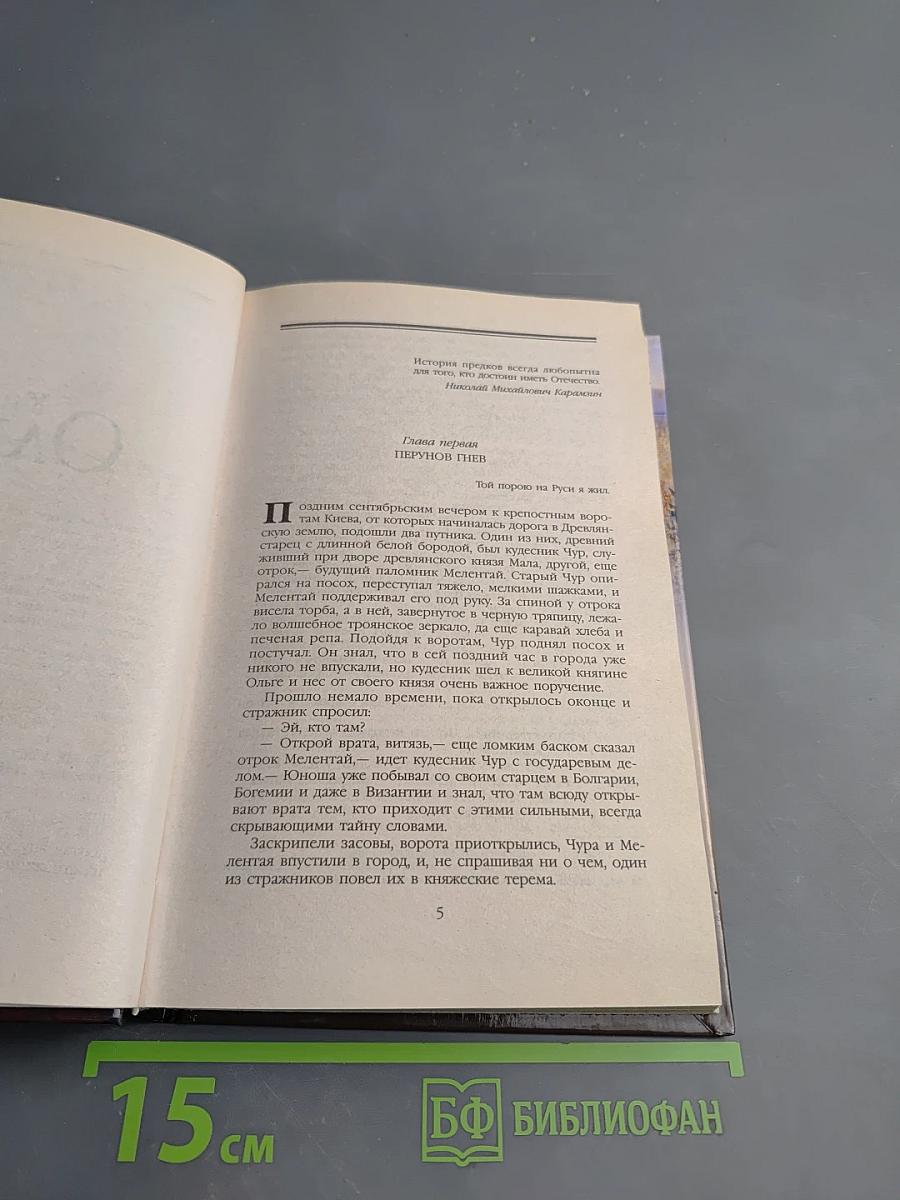 История предков всегда любопытна
для того, кто достоин иметь Отечество.
Николай Михайлович Карамзин
Глава первая
ПЕРУНОВ ГНЕВ
Той порою на Руси я жил.
Поздним сентябрьским вечером к крепостным воро-
там Киева, от которых начиналась дорога в Древлян-
скую землю, подошли два путника. Один из них, древний
старец с длинной белой бородой, был кудесник Чур, слу-
живший при дворе древлянского князя Мала, другой, еще
отрок,— будущий паломник Мелентай. Старый Чур опи-
рался на посох, переступал тяжело, мелкими шажками, и
Мелентай поддерживал его под руку. За спиной у отрока
висела торба, а в ней, завернутое в черную тряпицу, лежа-
ло волшебное троянское зеркало, да еще каравай хлеба и
печеная репа. Подойдя к воротам, Чур поднял посох и
постучал. Он знал, что в сей поздний час в города уже
никого не впускали, но кудесник шел к великой княгине
Ольге и нес от своего князя очень важное поручение.
Прошло немало времени, пока открылось оконце и
стражник спросил:
— Эй, кто там?
— Открой врата, витязь,— еще ломким баском сказал
отрок Мелентай,— идет кудесник Чур с государевым де-
лом.— Юноша уже побывал со своим старцем в Болгарии,
Богемии и даже в Византии и знал, что там всюду откры-
вают врата тем, кто приходит с этими сильными, всегда
скрывающими тайну словами.
Заскрипели засовы, ворота приоткрылись, Чура и Ме-
лентая впустили в город, и, не спрашивая ни о чем, один
из стражников повел их в княжеские терема.
5
15 см
БФ БИБЛИОФАН